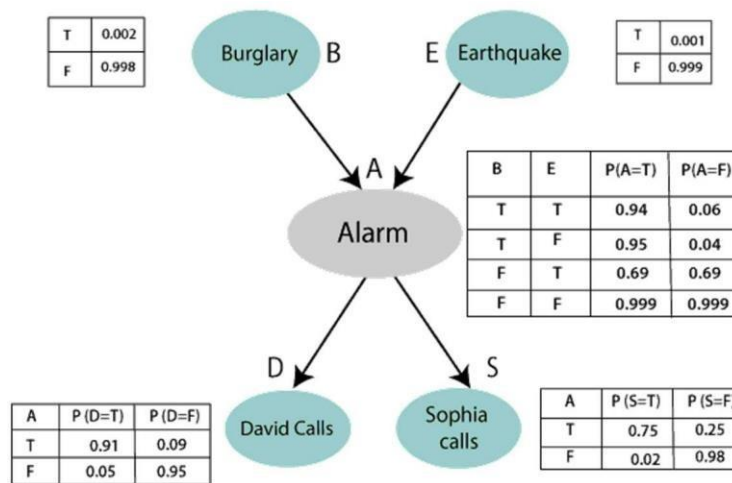 T 0.002
F 0.998
Burglary B
E Earthquake
T 0.001
F 0.999
A
Alarm
B E P(A=T) P(A=F)
T T 0.94 0.06
T F 0.95 0.04
F T 0.69 0.69
F F 0.999 0.999
D
S
A P (D=T) P (D=F)
T 0.91 0.09
F 0.05 0.95
David Calls
Sophia
calls
A P (S=T) P (S=F)
T 0.75 0.25
F 0.02 0.98